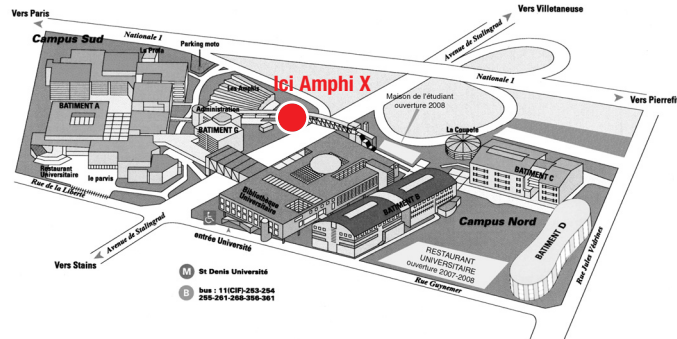 Vers Paris
Vers Villetaneuse
Campus Sud
Nationale 1
Parking moto
Avenue de Stalingrad
Le Prefa
Ici Amphi X
Nationale 1
Les Amphis
Maison de l'étudiant
ouverture 2008
Vers Pierrefi
BATIMENT A
Administration
La Coupole
BATIMENT G
BATIMENT C
Restaurant
Universitaire
le parvis
Bibliothèque
Universitaire
BATIMENT B
Rue de la Liberté
Campus Nord
BATIMENT D
Rue Jules Védrines
Avenue de Stalingrad
entrée Université
RESTAURANT
UNIVERSITAIRE
ouverture 2007-2008
Vers Stains
M St Denis Université
Rue Guynemer
B bus : 11(CIF)-253-254
255-261-268-356-361